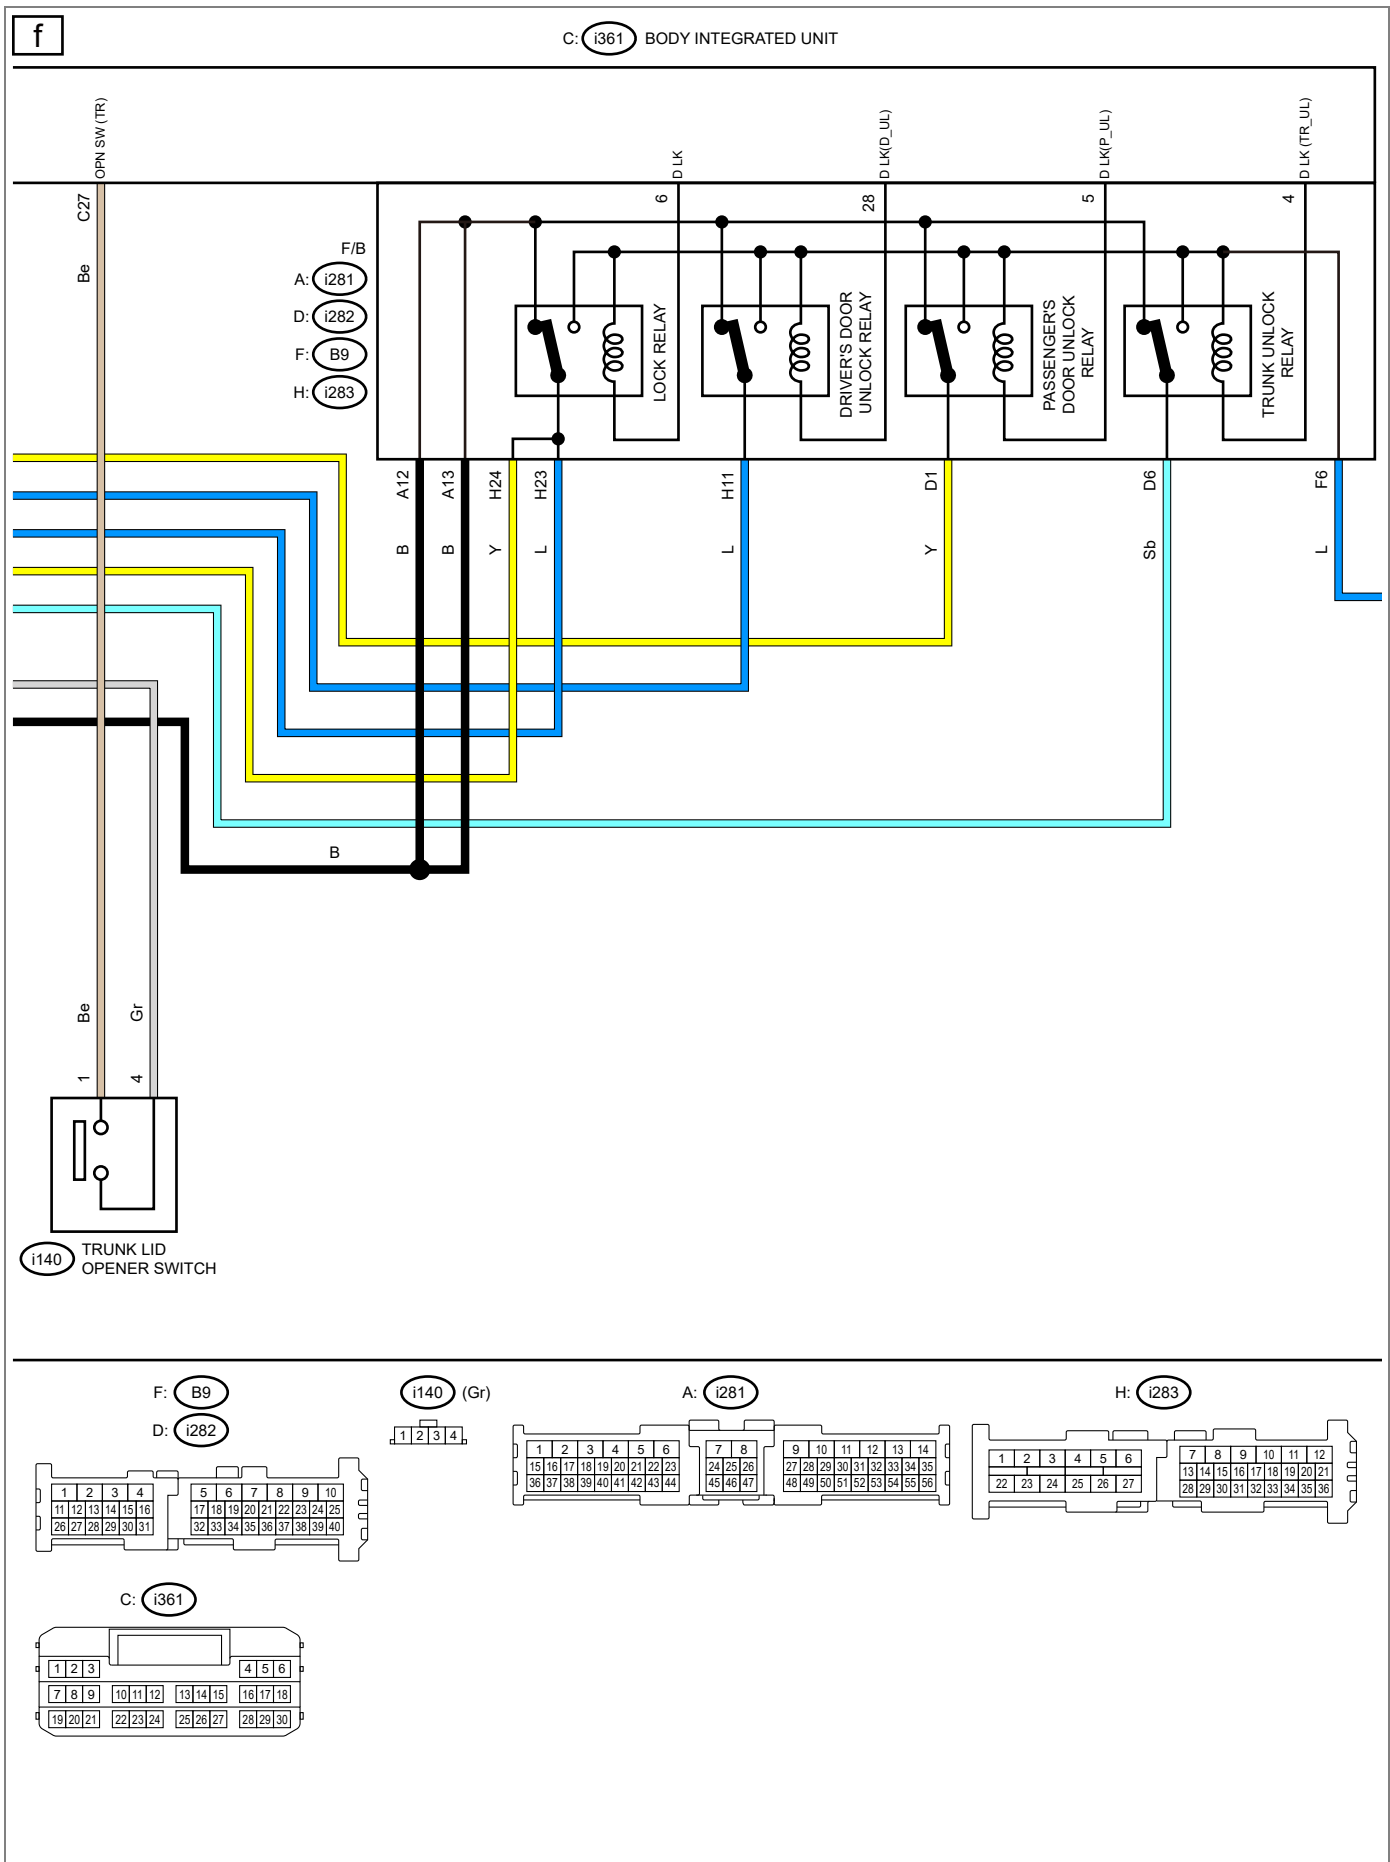 f
C: i361 BODY INTEGRATED UNIT
OPN SW (TR)
D LK
D LK(D_UL)
D LK(P_UL)
D LK (TR_UL)
C27
6
28
5
4
Be
F/B
A: i281
D: i282
F: B9
H: i283
LOCK RELAY
DRIVER'S DOOR
UNLOCK RELAY
PASSENGER'S
DOOR UNLOCK
RELAY
TRUNK UNLOCK
RELAY
A12
A13
H24
H23
H11
D1
D6
F6
B
B
Y
L
L
Y
Sb
L
B
Be
Gr
1
4
i140
TRUNK LID
OPENER SWITCH
F: B9
D: i282
1 2 3 4 5 6 7 8 9 10
11 12 13 14 15 16 17 18 19 20 21 22 23 24 25
26 27 28 29 30 31 32 33 34 35 36 37 38 39 40
i140 (Gr)
1 2 3 4
A: i281
1 2 3 4 5 6 7 8 9 10 11 12 13 14
15 16 17 18 19 20 21 22 23 24 25 26 27 28 29 30 31 32 33 34 35
36 37 38 39 40 41 42 43 44 45 46 47 48 49 50 51 52 53 54 55 56
H: i283
1 2 3 4 5 6 7 8 9 10 11 12
13 14 15 16 17 18 19 20 21
22 23 24 25 26 27 28 29 30 31 32 33 34 35 36
C: i361
1 2 3 4 5 6
7 8 9 10 11 12 13 14 15 16 17 18
19 20 21 22 23 24 25 26 27 28 29 30